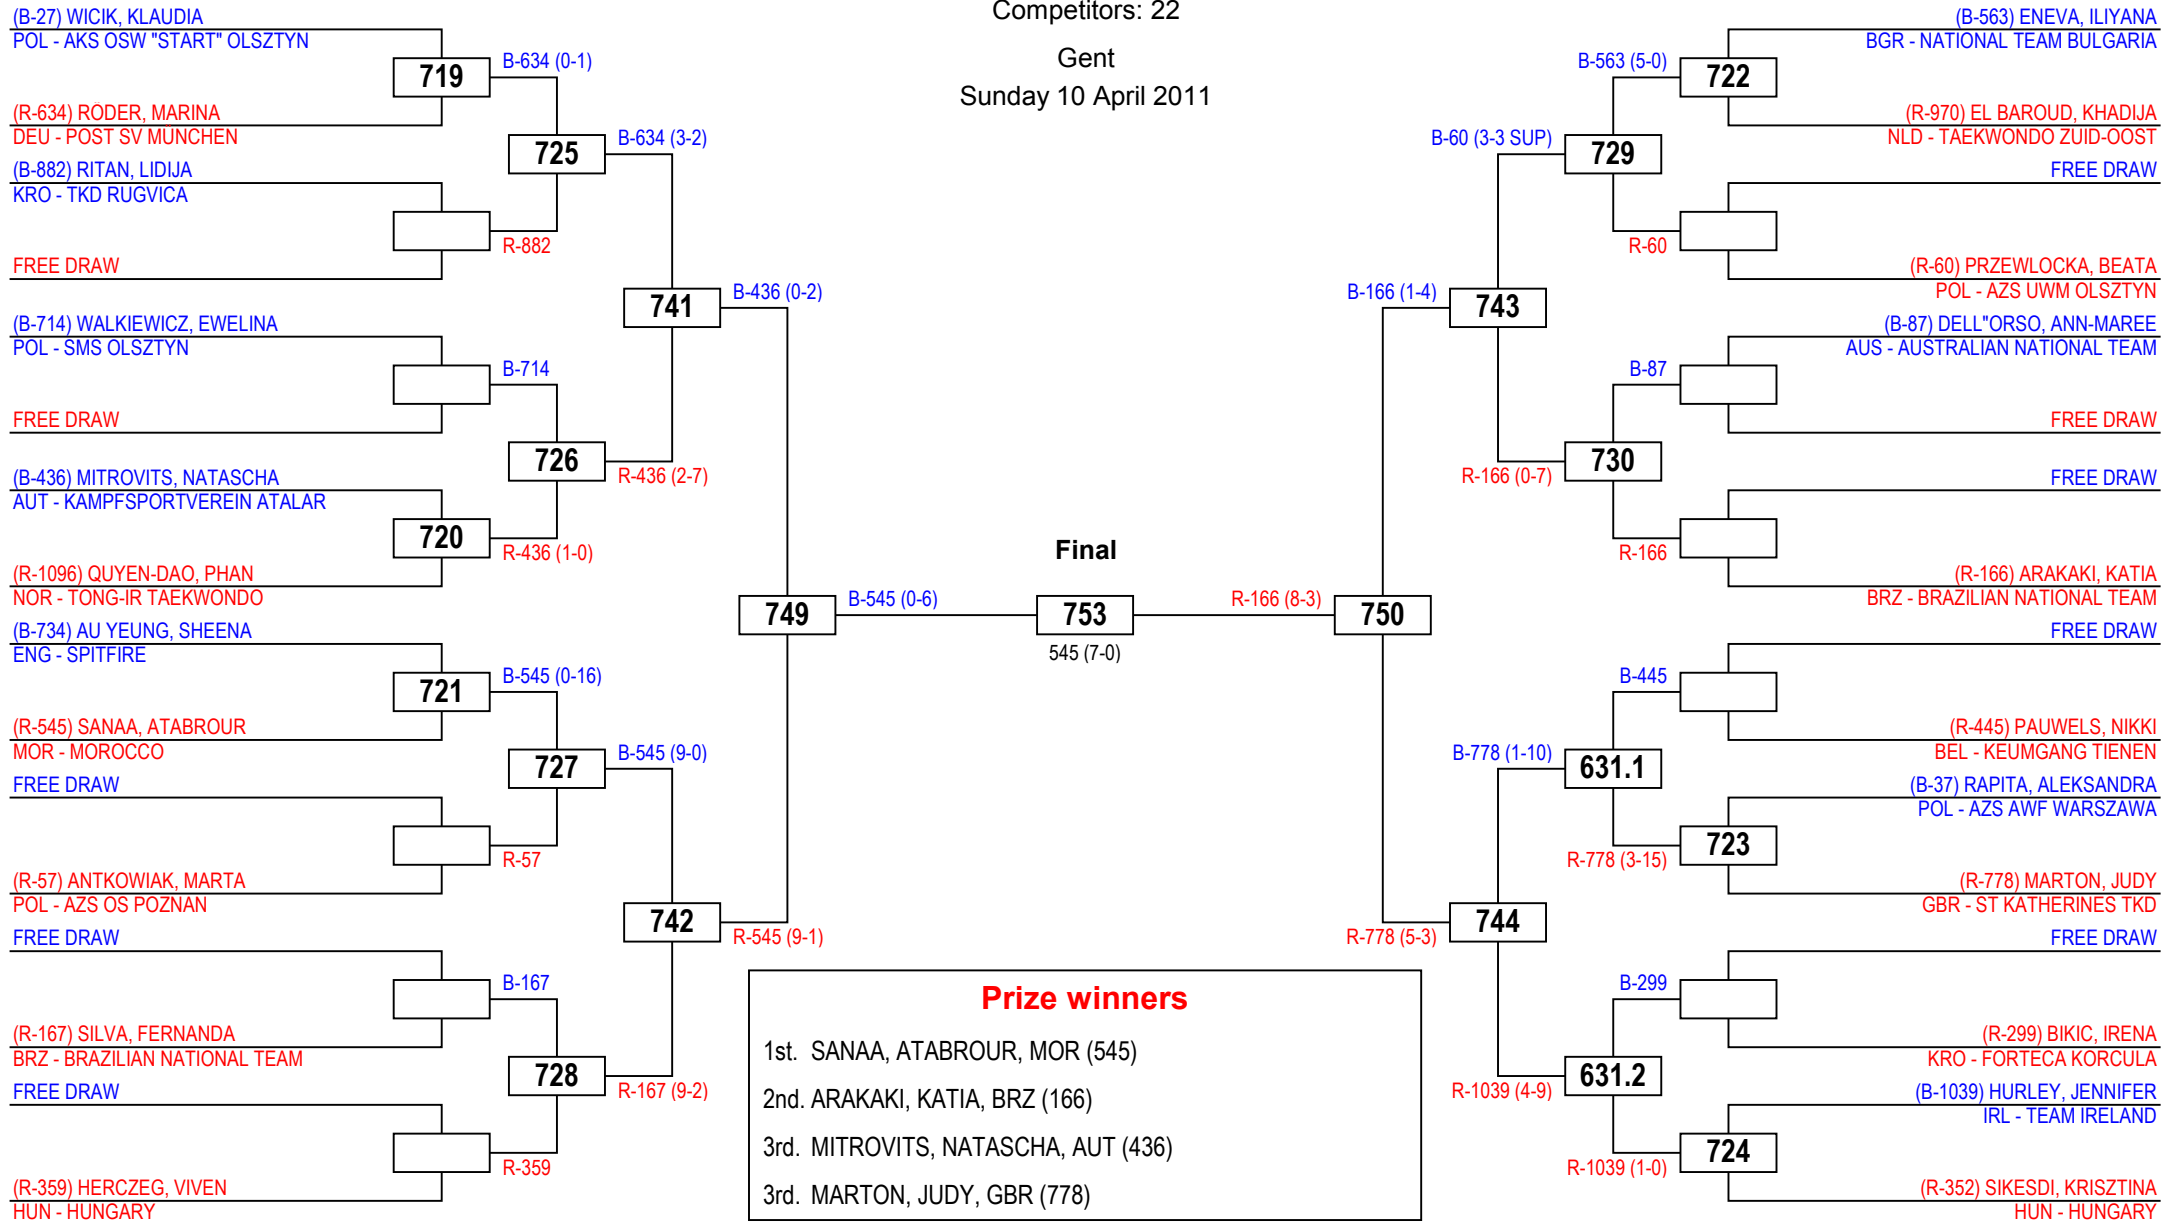 Competitors: 22
Gent
Sunday 10 April 2011
(B-27) WICIK, KLAUDIA
POL - AKS OSW "START" OLSZTYN
719
B-634 (0-1)
(R-634) RODER, MARINA
DEU - POST SV MUNCHEN
725
B-634 (3-2)
(B-882) RITAN, LIDIJA
KRO - TKD RUGVICA
R-882
FREE DRAW
741
B-436 (0-2)
(B-714) WALKIEWICZ, EWELINA
POL - SMS OLSZTYN
B-714
FREE DRAW
726
R-436 (2-7)
(B-436) MITROVITS, NATASCHA
AUT - KAMPFSPORTVEREIN ATALAR
720
R-436 (1-0)
(R-1096) QUYEN-DAO, PHAN
NOR - TONG-IR TAEKWONDO
749
B-545 (0-6)
(B-734) AU YEUNG, SHEENA
ENG - SPITFIRE
721
B-545 (0-16)
(R-545) SANAA, ATABROUR
MOR - MOROCCO
727
B-545 (9-0)
FREE DRAW
R-57
(R-57) ANTKOWIAK, MARTA
POL - AZS OS POZNAN
742
R-545 (9-1)
FREE DRAW
B-167
(R-167) SILVA, FERNANDA
BRZ - BRAZILIAN NATIONAL TEAM
728
R-167 (9-2)
FREE DRAW
R-359
(R-359) HERCZEG, VIVEN
HUN - HUNGARY
Final
753
545 (7-0)
(B-563) ENEVA, ILIYANA
BGR - NATIONAL TEAM BULGARIA
B-563 (5-0)
722
(R-970) EL BAROUD, KHADIJA
NLD - TAEKWONDO ZUID-OOST
B-60 (3-3 SUP)
729
FREE DRAW
R-60
(R-60) PRZEWLOCKA, BEATA
POL - AZS UWM OLSZTYN
B-166 (1-4)
743
(B-87) DELL"ORSO, ANN-MAREE
AUS - AUSTRALIAN NATIONAL TEAM
B-87
FREE DRAW
R-166 (0-7)
730
FREE DRAW
R-166
(R-166) ARAKAKI, KATIA
BRZ - BRAZILIAN NATIONAL TEAM
R-166 (8-3)
750
FREE DRAW
B-445
(R-445) PAUWELS, NIKKI
BEL - KEUMGANG TIENEN
B-778 (1-10)
631.1
(B-37) RAPITA, ALEKSANDRA
POL - AZS AWF WARSZAWA
R-778 (3-15)
723
(R-778) MARTON, JUDY
GBR - ST KATHERINES TKD
R-778 (5-3)
744
FREE DRAW
B-299
(R-299) BIKIC, IRENA
KRO - FORTECA KORCULA
R-1039 (4-9)
631.2
(B-1039) HURLEY, JENNIFER
IRL - TEAM IRELAND
R-1039 (1-0)
724
(R-352) SIKESDI, KRISZTINA
HUN - HUNGARY
Prize winners
1st. SANAA, ATABROUR, MOR (545)
2nd. ARAKAKI, KATIA, BRZ (166)
3rd. MITROVITS, NATASCHA, AUT (436)
3rd. MARTON, JUDY, GBR (778)